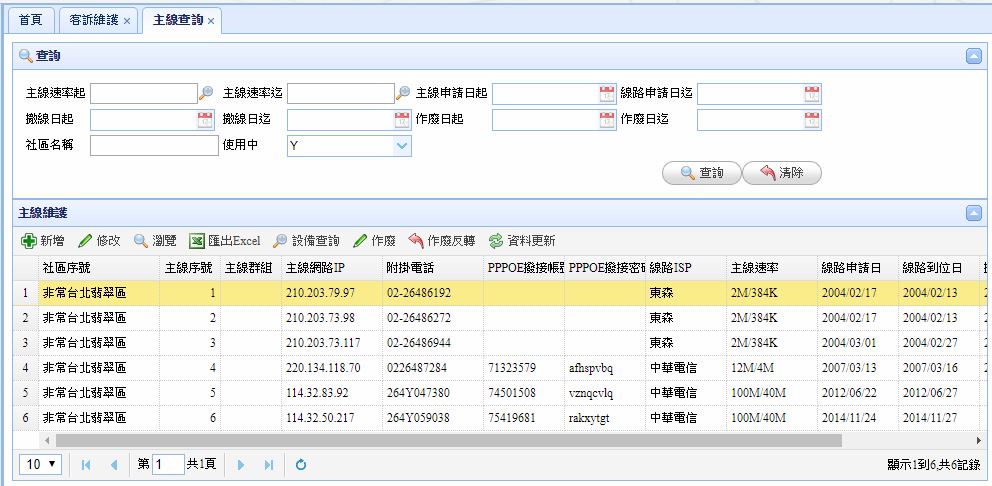 首頁 客訴維護 主線查詢
查詢
主線速率起 主線速率迄 主線申請日起 線路申請日迄
撤線日起 撤線日迄 作廢日起 作廢日迄
社區名稱 使用中 Y
查詢 清除
主線維護
新增 修改 瀏覽 匯出Excel 設備查詢 作廢 作廢反轉 資料更新
社區序號 主線序號 主線群組 主線網路IP 附掛電話 PPPOE撥接帳號 PPPOE撥接密碼 線路ISP 主線速率 線路申請日 線路到位日
1 非常台北翡翠區 1 210.203.79.97 02-26486192 東森 2M/384K 2004/02/17 2004/02/13
2 非常台北翡翠區 2 210.203.73.98 02-26486272 東森 2M/384K 2004/02/17 2004/02/13
3 非常台北翡翠區 3 210.203.73.117 02-26486944 東森 2M/384K 2004/03/01 2004/02/27
4 非常台北翡翠區 4 220.134.118.70 0226487284 71323579 afhspvbq 中華電信 12M/4M 2007/03/13 2007/03/16
5 非常台北翡翠區 5 114.32.83.92 264Y047380 74501508 vznqcvlq 中華電信 100M/40M 2012/06/22 2012/06/27
6 非常台北翡翠區 6 114.32.50.217 264Y059038 75419681 rakxytgt 中華電信 100M/40M 2014/11/24 2014/11/27
10 第 1 共1頁 顯示1到6,共6記錄